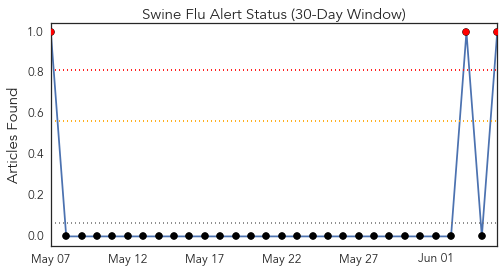 Swine Flu Alert Status (30-Day Window)
Articles Found
1.0
0.8
0.6
0.4
0.2
0.0
May 07
May 12
May 17
May 22
May 27
Jun 01